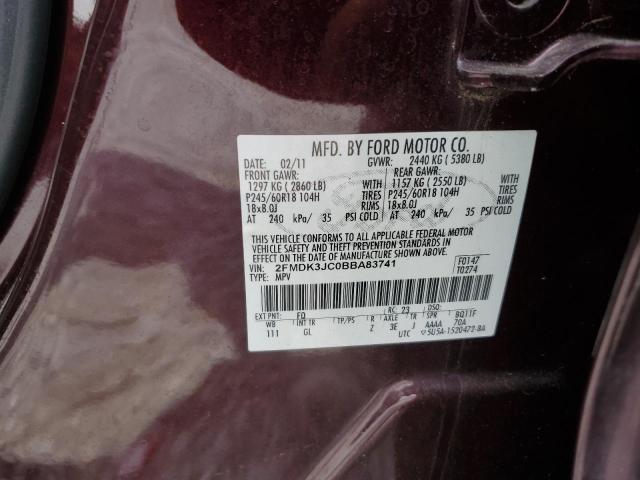 MFD. BY FORD MOTOR CO.
DATE: 02/11 GVWR: 2440 KG ( 5380 LB)
FRONT GAWR: REAR GAWR:
1297 KG ( 2860 LB) WITH 1157 KG ( 2550 LB) WITH
P245/60R18 104H TIRES P245/60R18 104H TIRES
18x8.0J RIMS 18x8.0J RIMS
AT 240 kPa/ 35 PSI COLD AT 240 kPa/ 35 PSI COLD
THIS VEHICLE CONFORMS TO ALL APPLICABLE FEDERAL MOTOR
VEHICLE SAFETY AND THEFT PREVENTION STANDARDS IN
EFFECT ON THE DATE OF MANUFACTURE SHOWN ABOVE.
VIN: 2FMDK3JC0BBA83741 F0147
TYPE: MPV T0274
EXT PNT: FQ RC: 23 DSO:
WB INT TR TP/PS R AXLE TR SPR BQ11F
111 GL Z 3E J AAAA 70A
UTC 5U5A-1520472-BA